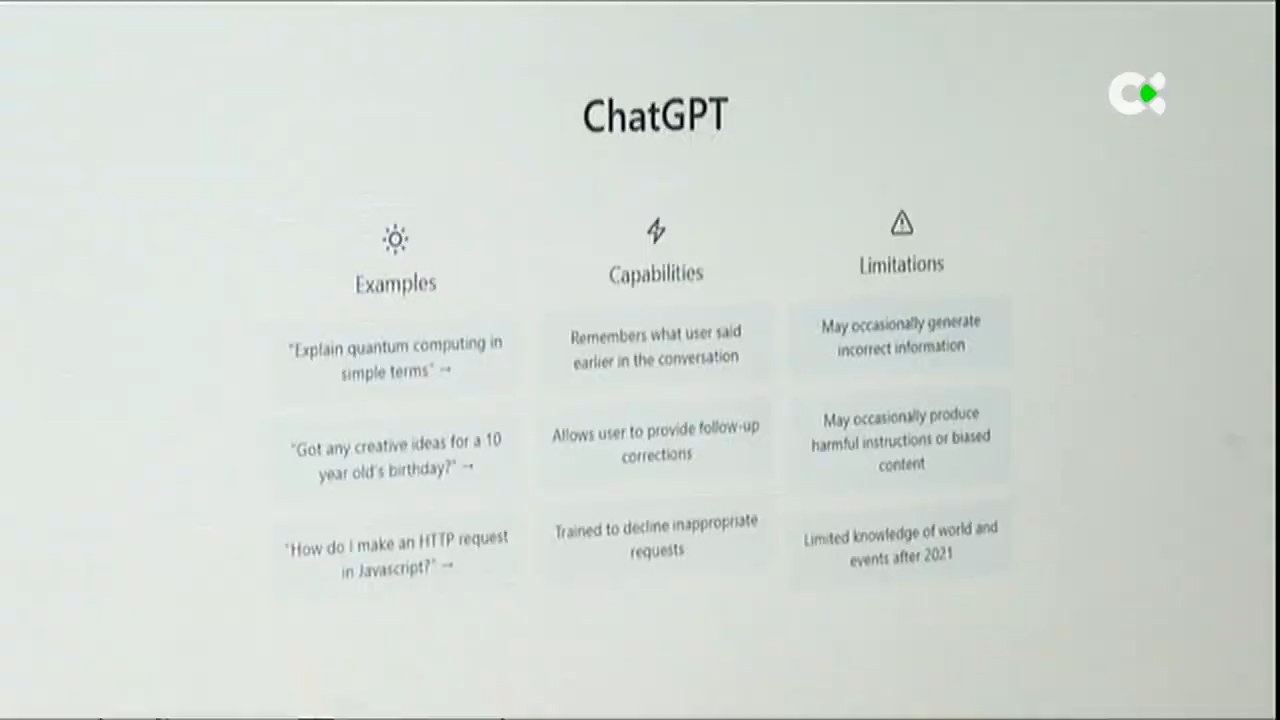 ChatGPT
Examples
"Explain quantum computing in
simple terms" →
"Got any creative ideas for a 10
year old's birthday?" →
"How do I make an HTTP request
in Javascript?" →
Capabilities
Remembers what user said
earlier in the conversation
Allows user to provide follow-up
corrections
Trained to decline inappropriate
requests
Limitations
May occasionally generate
incorrect information
May occasionally produce
harmful instructions or biased
content
Limited knowledge of world and
events after 2021